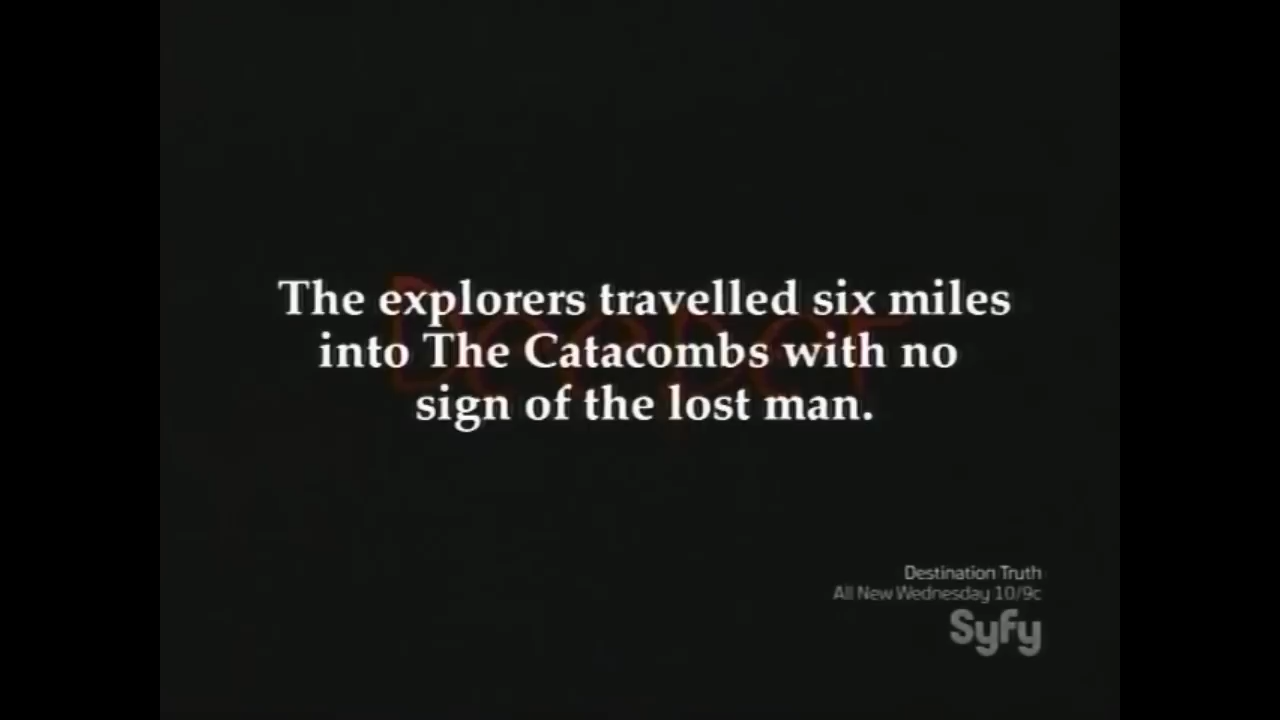 The explorers travelled six miles
into The Catacombs with no
sign of the lost man.
Deeper
Destination Truth
All New Wednesday 10/9c
Syfy